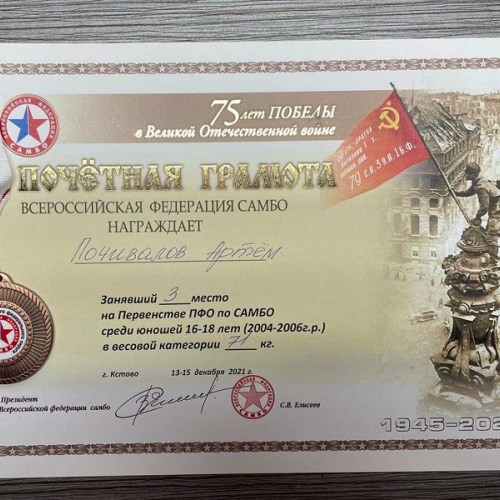 75 лет ПОБЕДЫ
в Великой Отечественной войне
ВСЕРОССИЙСКАЯ ФЕДЕРАЦИЯ
САМБО
ПОЧЁТНАЯ ГРАМОТА
ВСЕРОССИЙСКАЯ ФЕДЕРАЦИЯ САМБО
НАГРАЖДАЕТ
Почивалов Артём
Занявший 3 место
на Первенстве ПФО по САМБО
среди юношей 16-18 лет (2004-2006г.р.)
в весовой категории 71 кг.
г. Кстово 13-15 декабря 2021 г.
Президент
Всероссийской федерации самбо
С.В. Елисеев
САМБО
79 С.К. 3 У.А. 1 Б.Ф.
1945-202